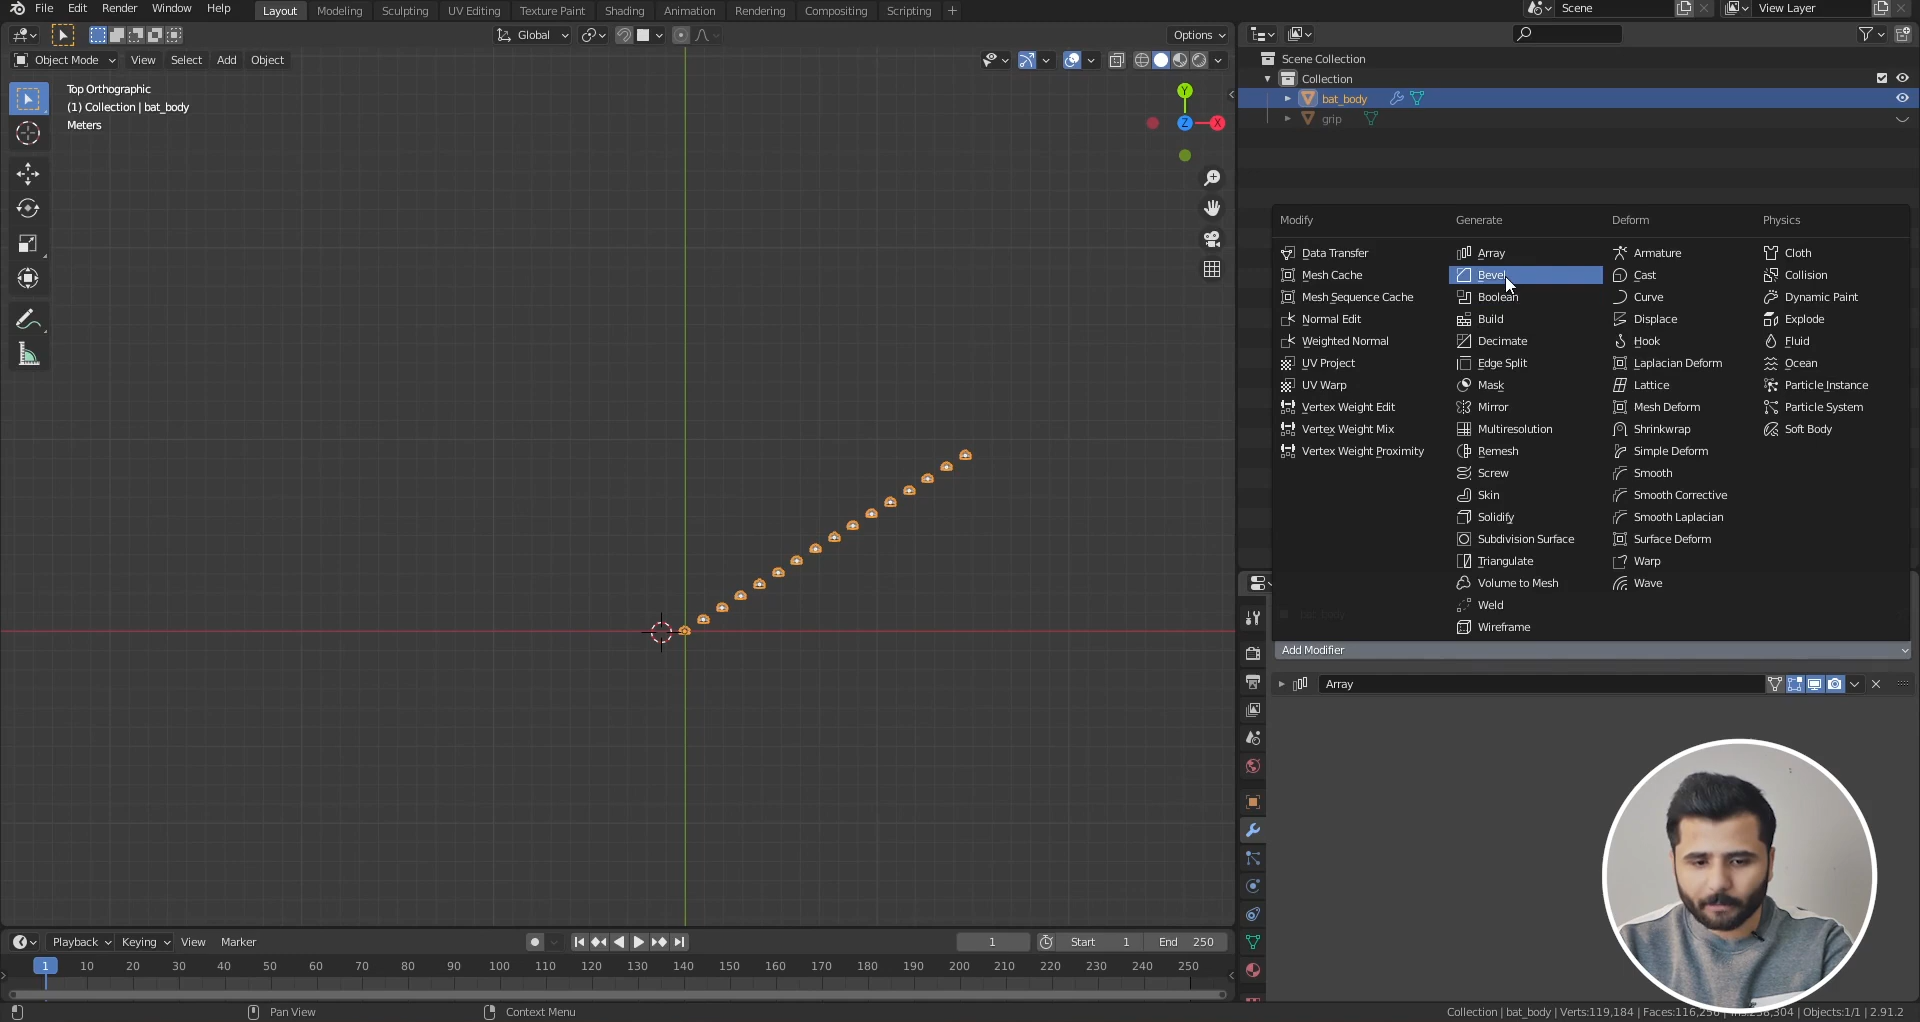 File Edit Render Window Help Layout Modeling Sculpting UV Editing Texture Paint Shading Animation Rendering Compositing Scripting Scene View Layer
Global Options
Object Mode View Select Add Object
Top Orthographic
(1) Collection | bat_body
Meters
Y
Z X
Scene Collection
Collection
bat_body
grip
Modify Generate Deform Physics
Data Transfer Array Armature Cloth
Mesh Cache Bevel Cast Collision
Mesh Sequence Cache Boolean Curve Dynamic Paint
Normal Edit Build Displace Explode
Weighted Normal Decimate Hook Fluid
UV Project Edge Split Laplacian Deform Ocean
UV Warp Mask Lattice Particle Instance
Vertex Weight Edit Mirror Mesh Deform Particle System
Vertex Weight Mix Multiresolution Shrinkwrap Soft Body
Vertex Weight Proximity Remesh Simple Deform
Screw Smooth
Skin Smooth Corrective
Solidify Smooth Laplacian
Subdivision Surface Surface Deform
Triangulate Warp
Volume to Mesh Wave
Weld
Wireframe
Add Modifier
Array
Playback Keying View Marker 1 Start 1 End 250
1 10 20 30 40 50 60 70 80 90 100 110 120 130 140 150 160 170 180 190 200 210 220 230 240 250
Pan View Context Menu Collection | bat_body | Verts:119,184 | Faces:116,256 | Objects:1/1 | 2.91.2